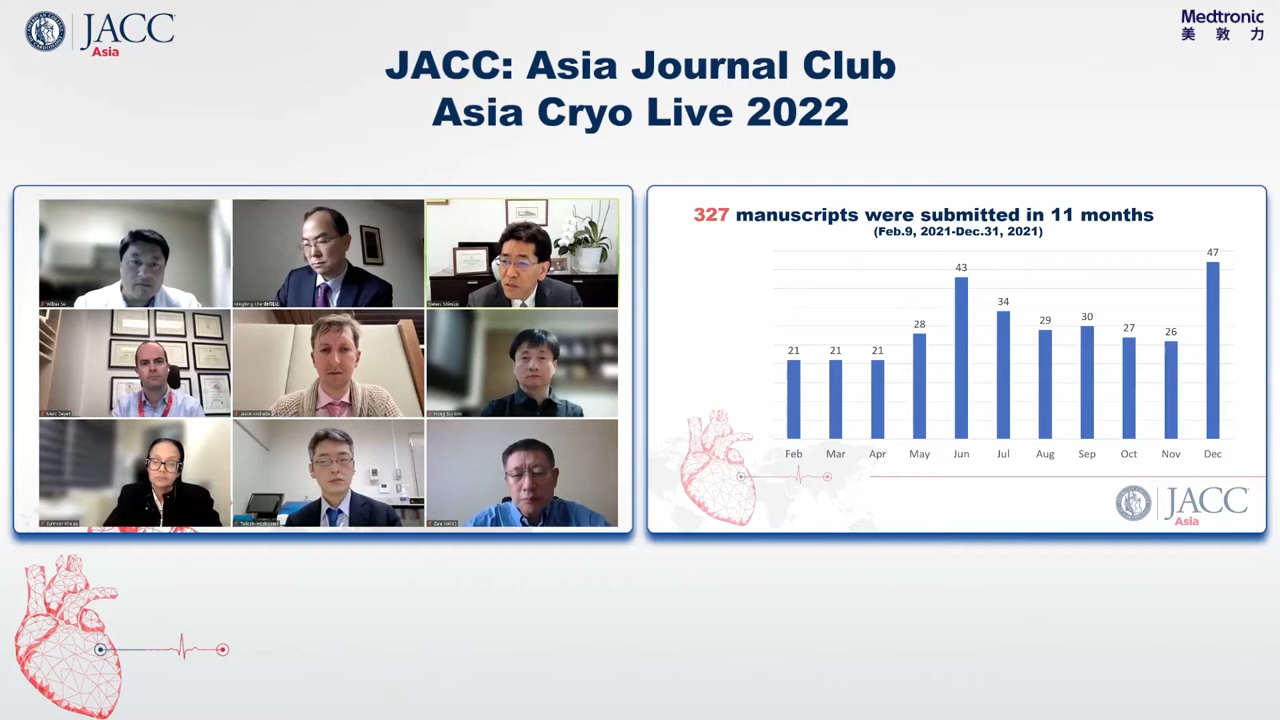 JACC
Asia
Medtronic
美敦力
JACC: Asia Journal Club
Asia Cryo Live 2022
327 manuscripts were submitted in 11 months
(Feb.9, 2021-Dec.31, 2021)
21
21
21
28
43
34
29
30
27
26
47
Feb
Mar
Apr
May
Jun
Jul
Aug
Sep
Oct
Nov
Dec
JACC
Asia